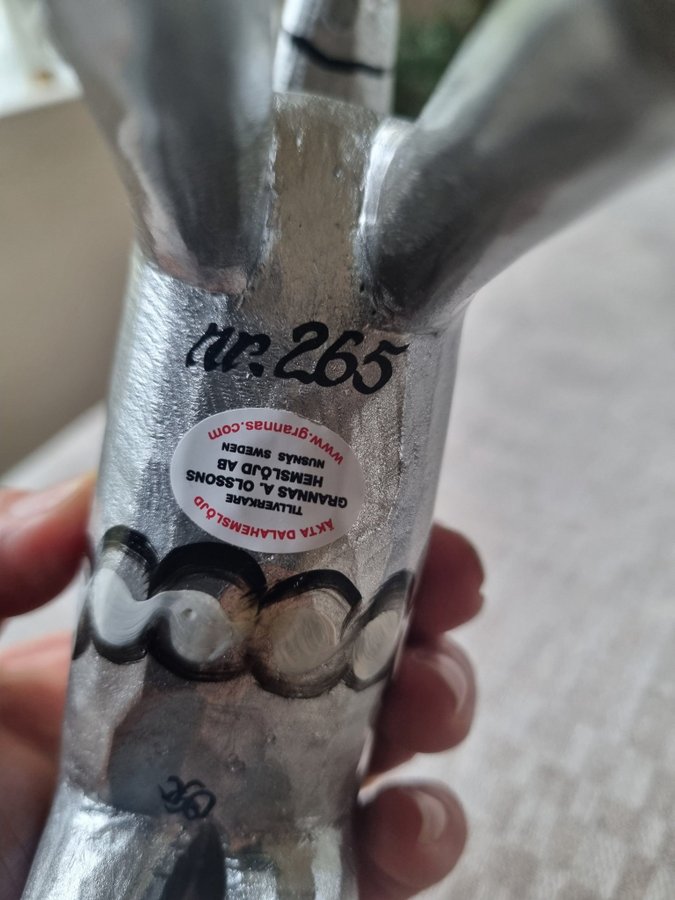 nr. 265
ÄKTA DALAHEMSLÖJD
TILLVERKARE
GRANNAS A. OLSSONS
HEMSLÖJD AB
NUSNÄS SWEDEN
www.grannas.com